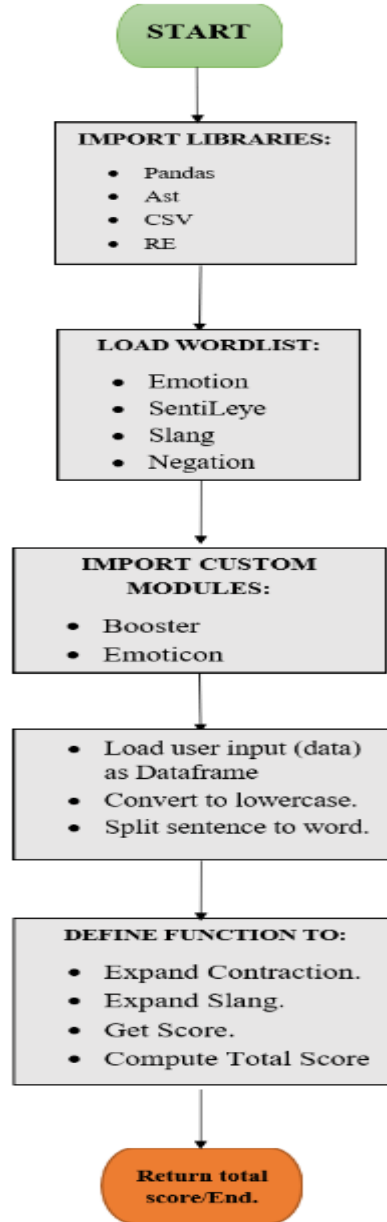 START
IMPORT LIBRARIES:
• Pandas
• Ast
• CSV
• RE
LOAD WORDLIST:
• Emotion
• SentiLeye
• Slang
• Negation
IMPORT CUSTOM
MODULES:
• Booster
• Emoticon
• Load user input (data)
as Dataframe
• Convert to lowercase.
• Split sentence to word.
DEFINE FUNCTION TO:
• Expand Contraction.
• Expand Slang.
• Get Score.
• Compute Total Score
Return total
score/End.